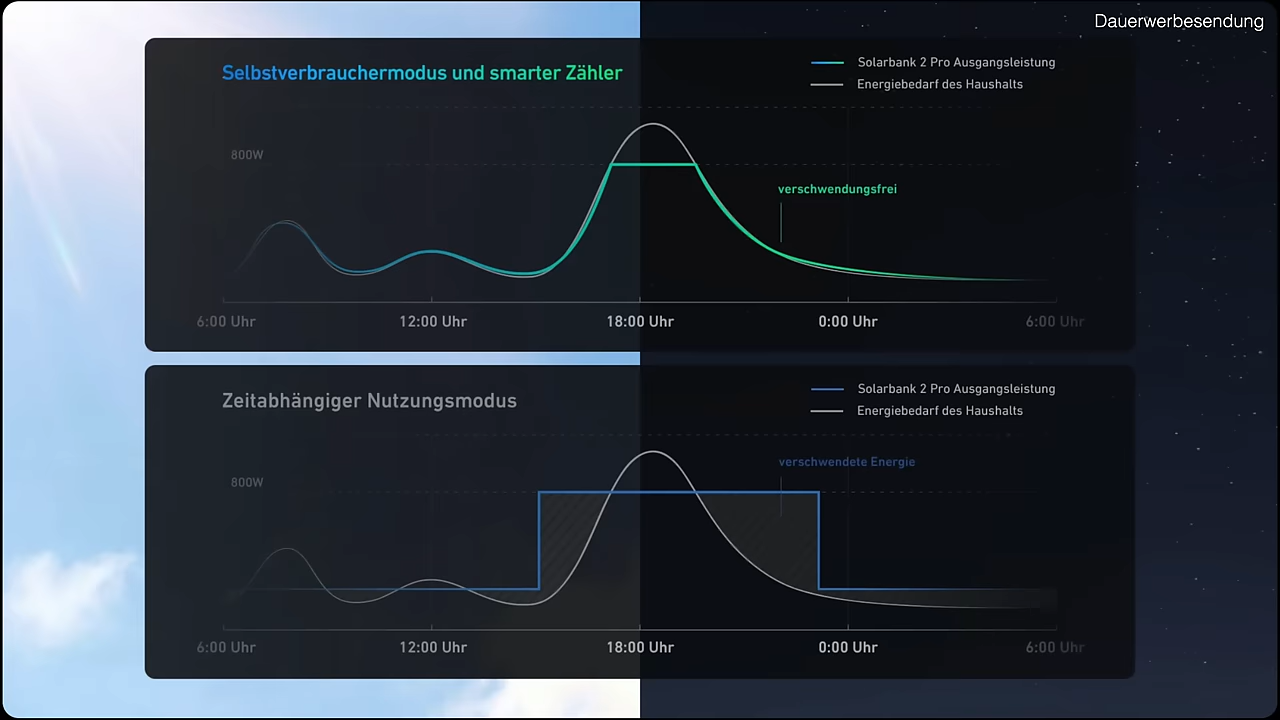 Dauerwerbesendung
Selbstverbrauchermodus und smarter Zähler
Solarbank 2 Pro Ausgangsleistung
Energiebedarf des Haushalts
800W
verschwendungsfrei
6:00 Uhr 12:00 Uhr 18:00 Uhr 0:00 Uhr 6:00 Uhr
Zeitabhängiger Nutzungsmodus
Solarbank 2 Pro Ausgangsleistung
Energiebedarf des Haushalts
verschwendete Energie
800W
6:00 Uhr 12:00 Uhr 18:00 Uhr 0:00 Uhr 6:00 Uhr